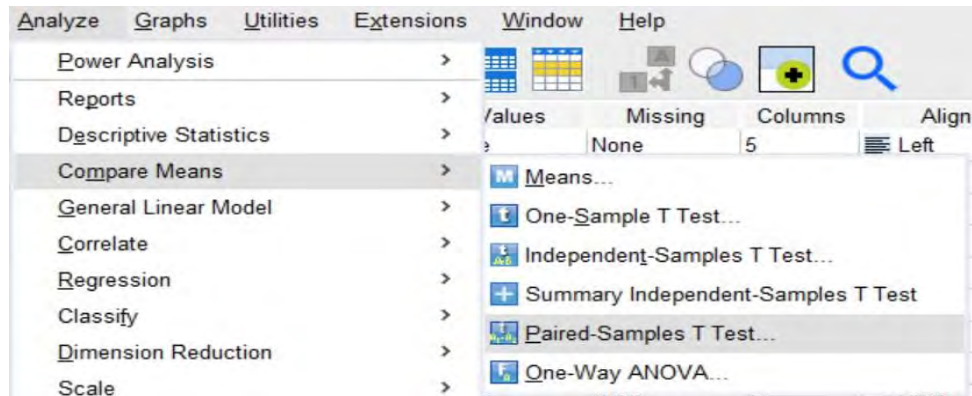 Analyze Graphs Utilities Extensions Window Help
Power Analysis >
Reports >
Descriptive Statistics >
Compare Means >
General Linear Model >
Correlate >
Regression >
Classify >
Dimension Reduction >
Scale >
A
1
Missing Columns
None 5 Left
M Means...
t One-Sample T Test...
Independent-Samples T Test...
Summary Independent-Samples T Test
Paired-Samples T Test...
One-Way ANOVA...